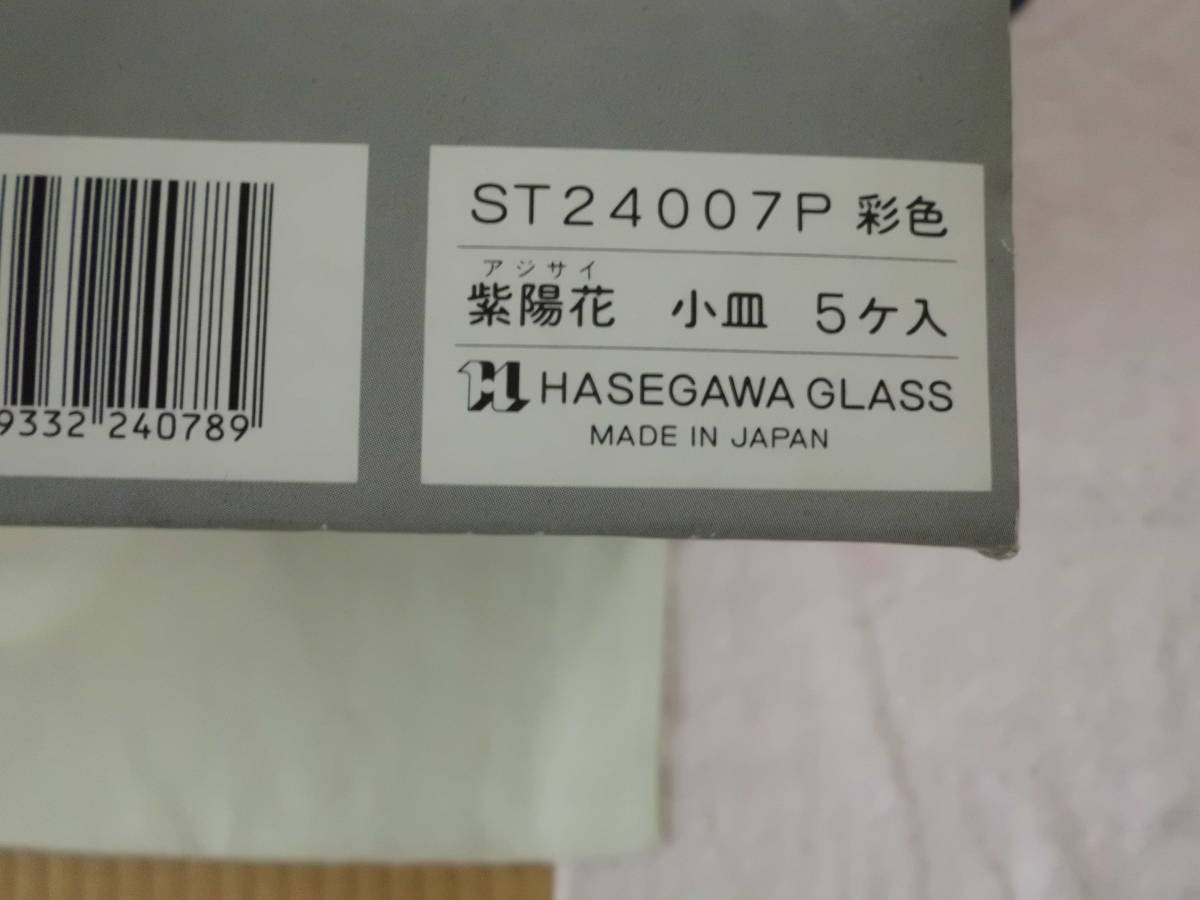 ST24007P 彩色
アジサイ
紫陽花 小皿 5ケ入
HASEGAWA GLASS
MADE IN JAPAN
9332 240789